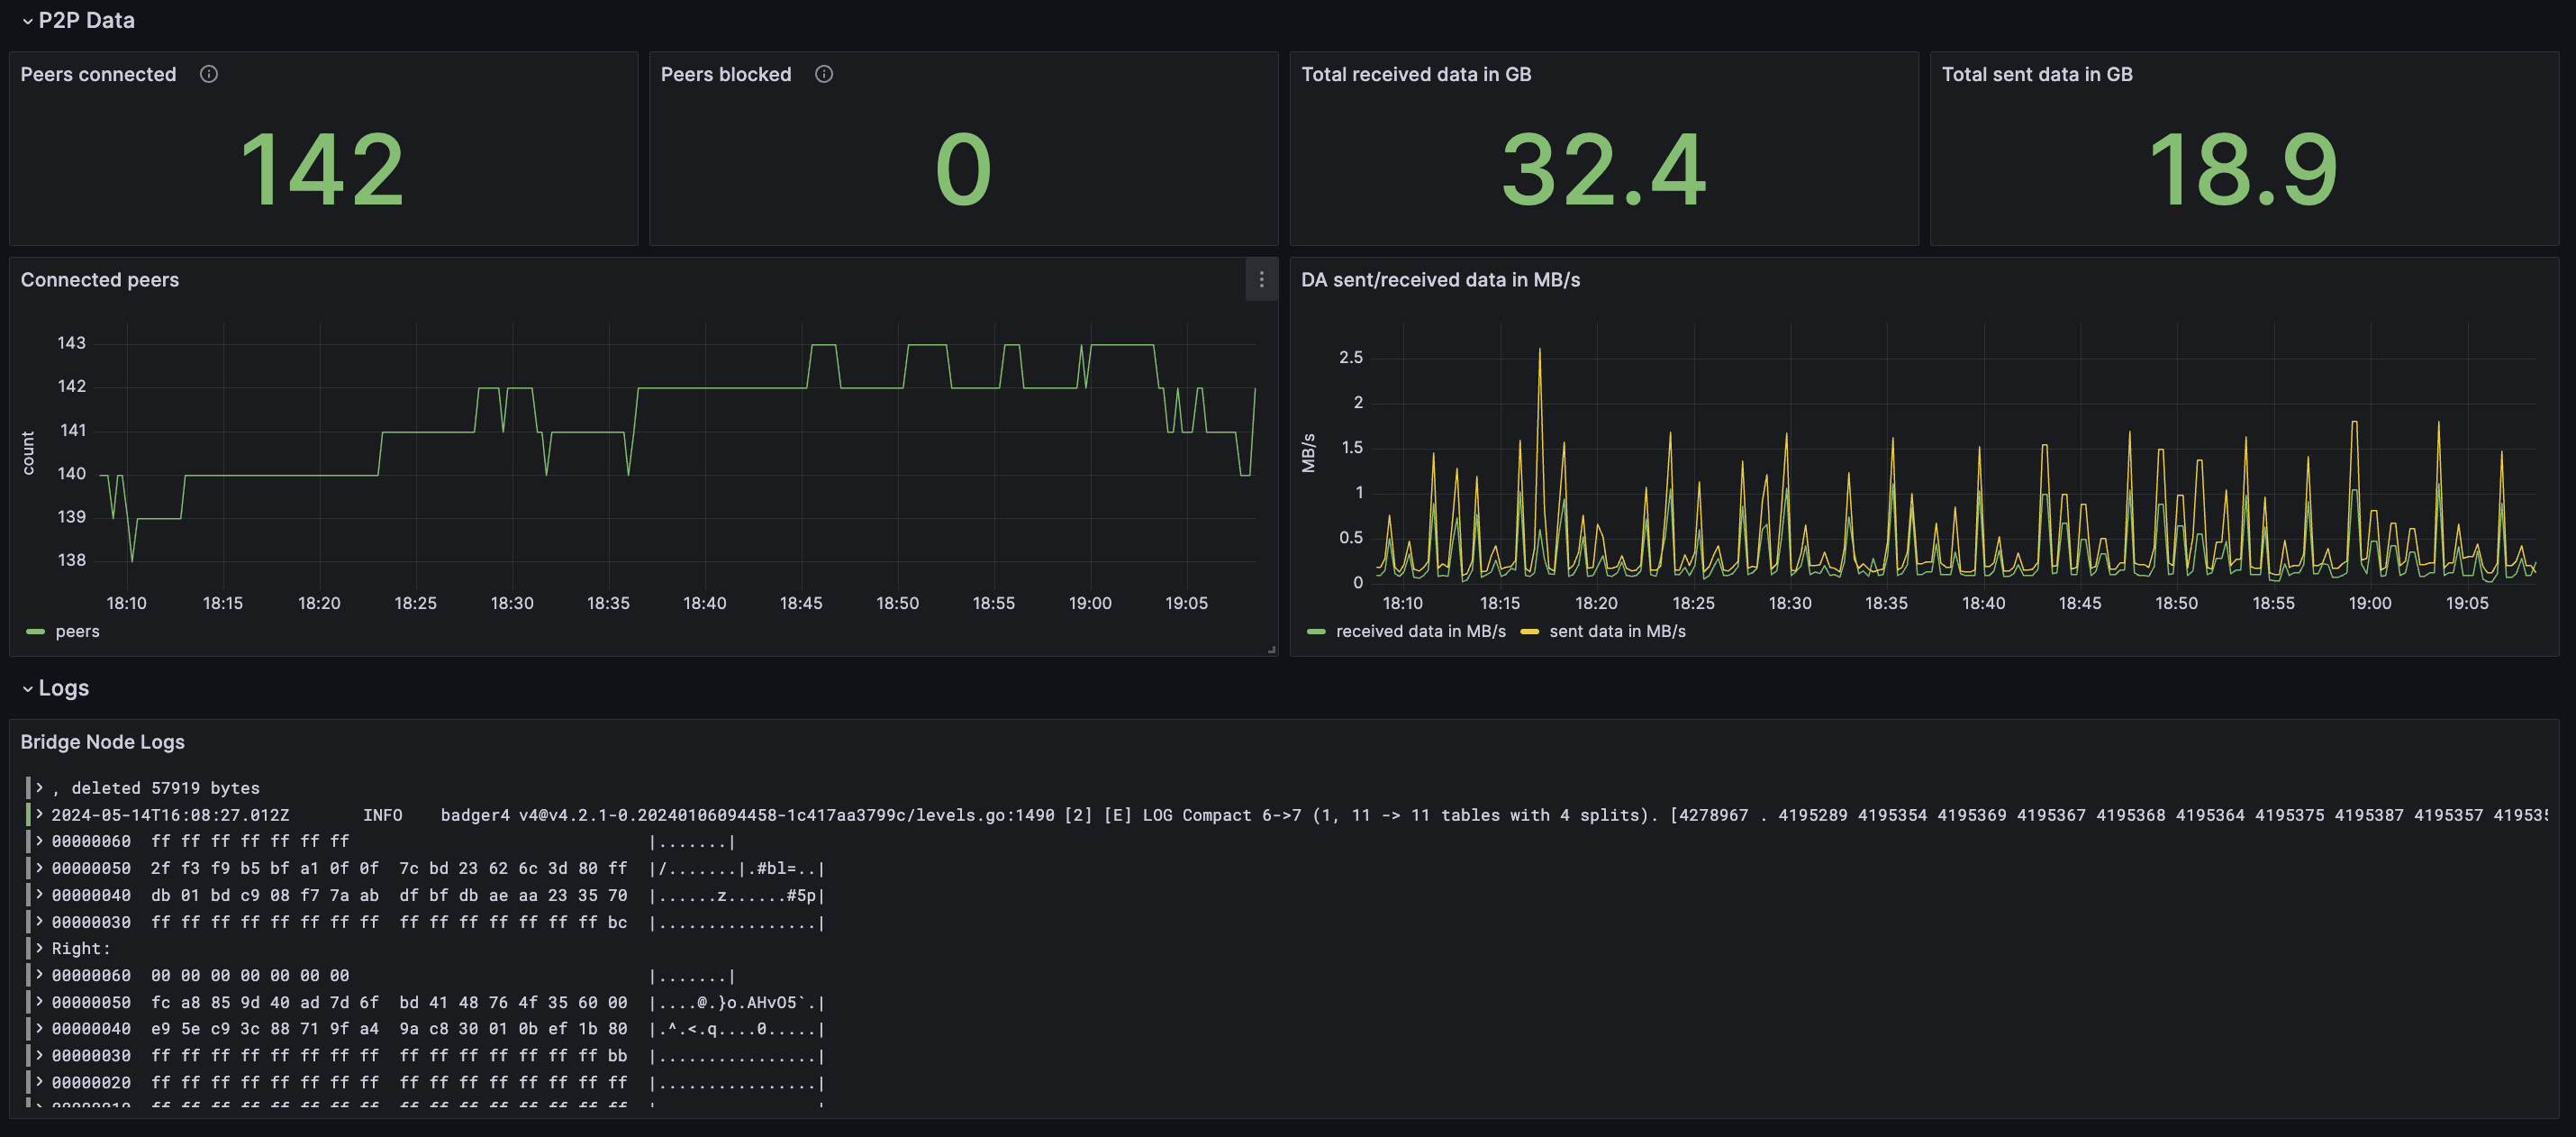 P2P Data
Peers connected
142
Peers blocked
0
Total received data in GB
32.4
Total sent data in GB
18.9
Connected peers
count
143
142
141
140
139
138
18:10 18:15 18:20 18:25 18:30 18:35 18:40 18:45 18:50 18:55 19:00 19:05
peers
DA sent/received data in MB/s
MB/s
2.5
2
1.5
1
0.5
0
18:10 18:15 18:20 18:25 18:30 18:35 18:40 18:45 18:50 18:55 19:00 19:05
received data in MB/s sent data in MB/s
Logs
Bridge Node Logs
, deleted 57919 bytes
2024-05-14T16:08:27.012Z INFO badger4 v4@v4.2.1-0.20240106094458-1c417aa3799c/levels.go:1490 [2] [E] LOG Compact 6->7 (1, 11 -> 11 tables with 4 splits). [4278967 . 4195289 4195354 4195369 4195367 4195368 4195364 4195375 4195387 4195357 41953
00000060 ff ff ff ff ff ff ff |.......|
00000050 2f f3 f9 b5 bf a1 0f 0f 7c bd 23 62 6c 3d 80 ff |/.......|.#bl=..|
00000040 db 01 bd c9 08 f7 7a ab df bf db ae aa 23 35 70 |......z......#5p|
00000030 ff ff ff ff ff ff ff ff ff ff ff ff ff ff ff bc |................|
Right:
00000060 00 00 00 00 00 00 00 |.......|
00000050 fc a8 85 9d 40 ad 7d 6f bd 41 48 76 4f 35 60 00 |....@.}o.AHvO5`.|
00000040 e9 5e c9 3c 88 71 9f a4 9a c8 30 01 0b ef 1b 80 |.^.<.q....0.....|
00000030 ff ff ff ff ff ff ff ff ff ff ff ff ff ff ff bb |................|
00000020 ff ff ff ff ff ff ff ff ff ff ff ff ff ff ff ff |................|